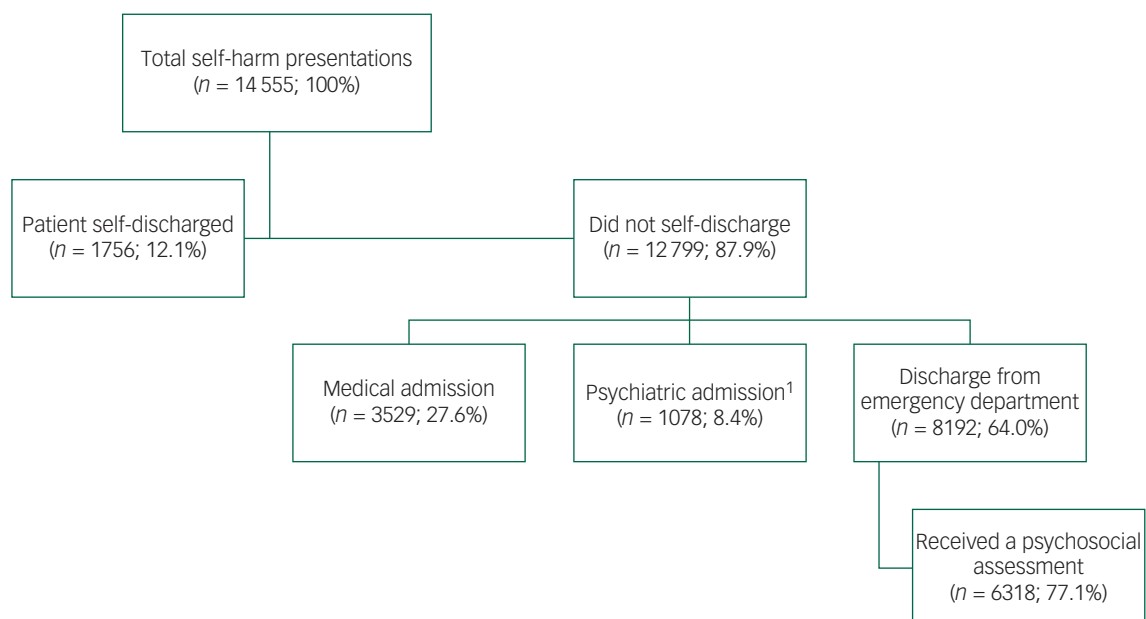 Total self-harm presentations
(n = 14 555; 100%)
Patient self-discharged
(n = 1756; 12.1%)
Did not self-discharge
(n = 12 799; 87.9%)
Medical admission
(n = 3529; 27.6%)
Psychiatric admission¹
(n = 1078; 8.4%)
Discharge from
emergency department
(n = 8192; 64.0%)
Received a psychosocial
assessment
(n = 6318; 77.1%)